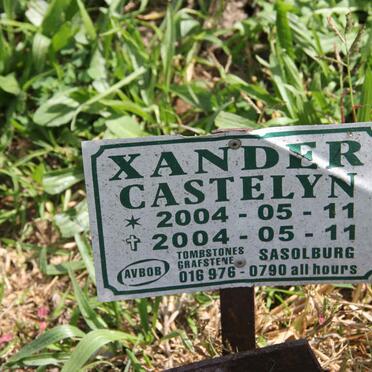 XANDER
CASTELYN
* 2004 - 05 - 11
✝ 2004 - 05 - 11
AVBOB
TOMBSTONES
GRAFSTENE
SASOLBURG
016 976 - 0790 all hours